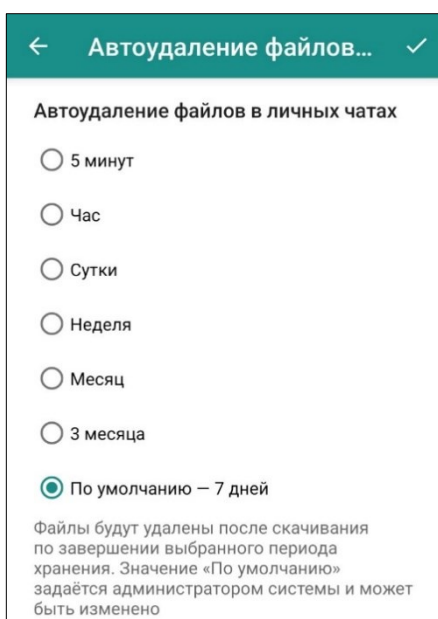 Автоудаление файлов...
Автоудаление файлов в личных чатах
5 минут
Час
Сутки
Неделя
Месяц
3 месяца
По умолчанию — 7 дней
Файлы будут удалены после скачивания
по завершении выбранного периода
хранения. Значение «По умолчанию»
задаётся администратором системы и может
быть изменено